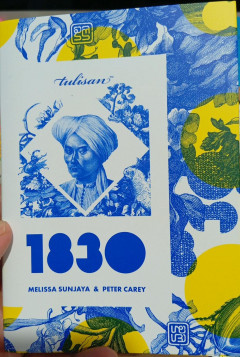 tulisan
1830
MELISSA SUNJAYA & PETER CAREY